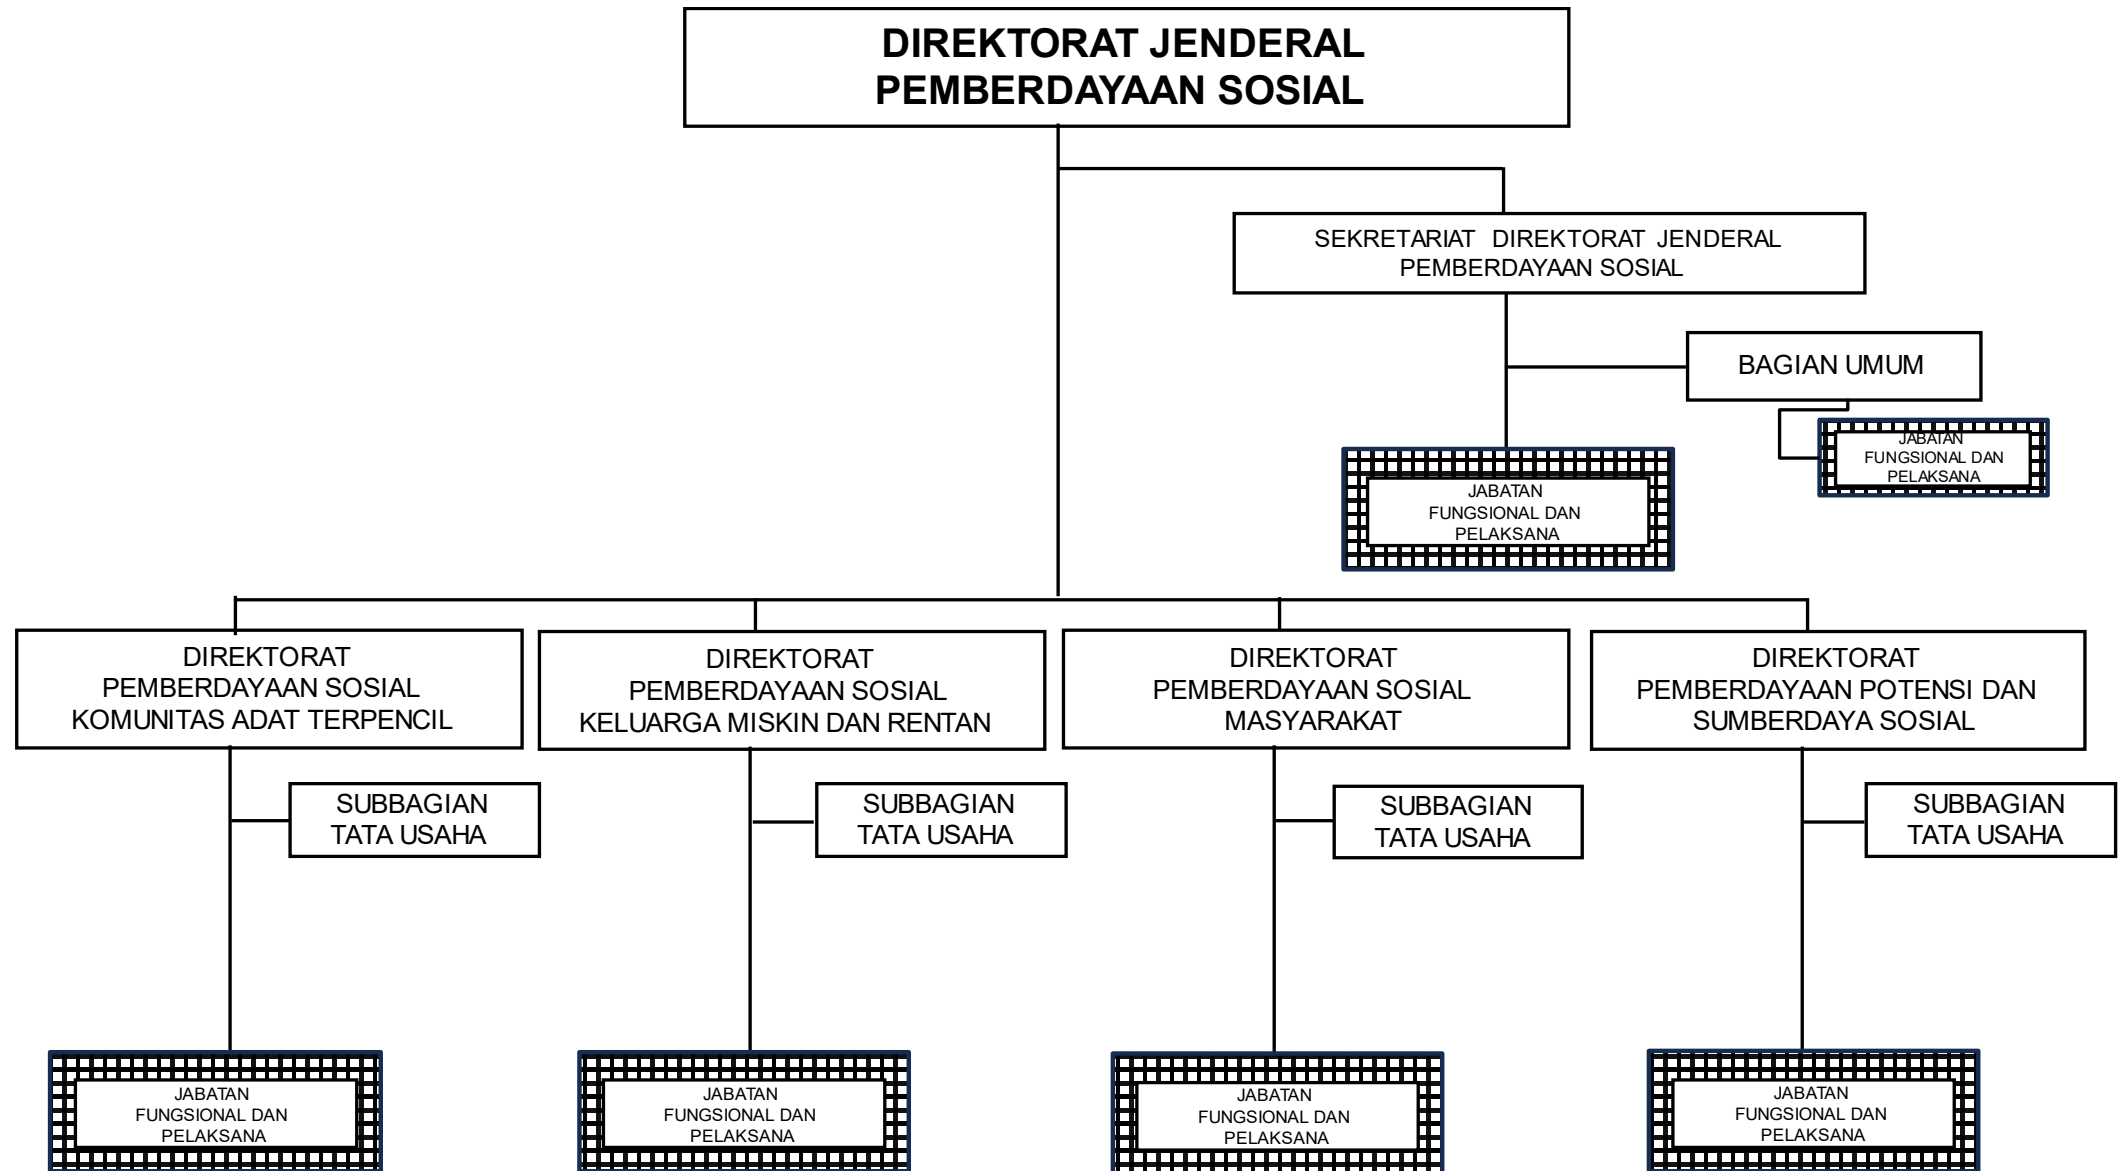 DIREKTORAT JENDERAL
PEMBERDAYAAN SOSIAL
SEKRETARIAT DIREKTORAT JENDERAL
PEMBERDAYAAN SOSIAL
BAGIAN UMUM
JABATAN
FUNGSIONAL DAN
PELAKSANA
JABATAN
FUNGSIONAL DAN
PELAKSANA
DIREKTORAT
PEMBERDAYAAN SOSIAL
KOMUNITAS ADAT TERPENCIL
DIREKTORAT
PEMBERDAYAAN SOSIAL
KELUARGA MISKIN DAN RENTAN
DIREKTORAT
PEMBERDAYAAN SOSIAL
MASYARAKAT
DIREKTORAT
PEMBERDAYAAN POTENSI DAN
SUMBERDAYA SOSIAL
SUBBAGIAN
TATA USAHA
SUBBAGIAN
TATA USAHA
SUBBAGIAN
TATA USAHA
SUBBAGIAN
TATA USAHA
JABATAN
FUNGSIONAL DAN
PELAKSANA
JABATAN
FUNGSIONAL DAN
PELAKSANA
JABATAN
FUNGSIONAL DAN
PELAKSANA
JABATAN
FUNGSIONAL DAN
PELAKSANA